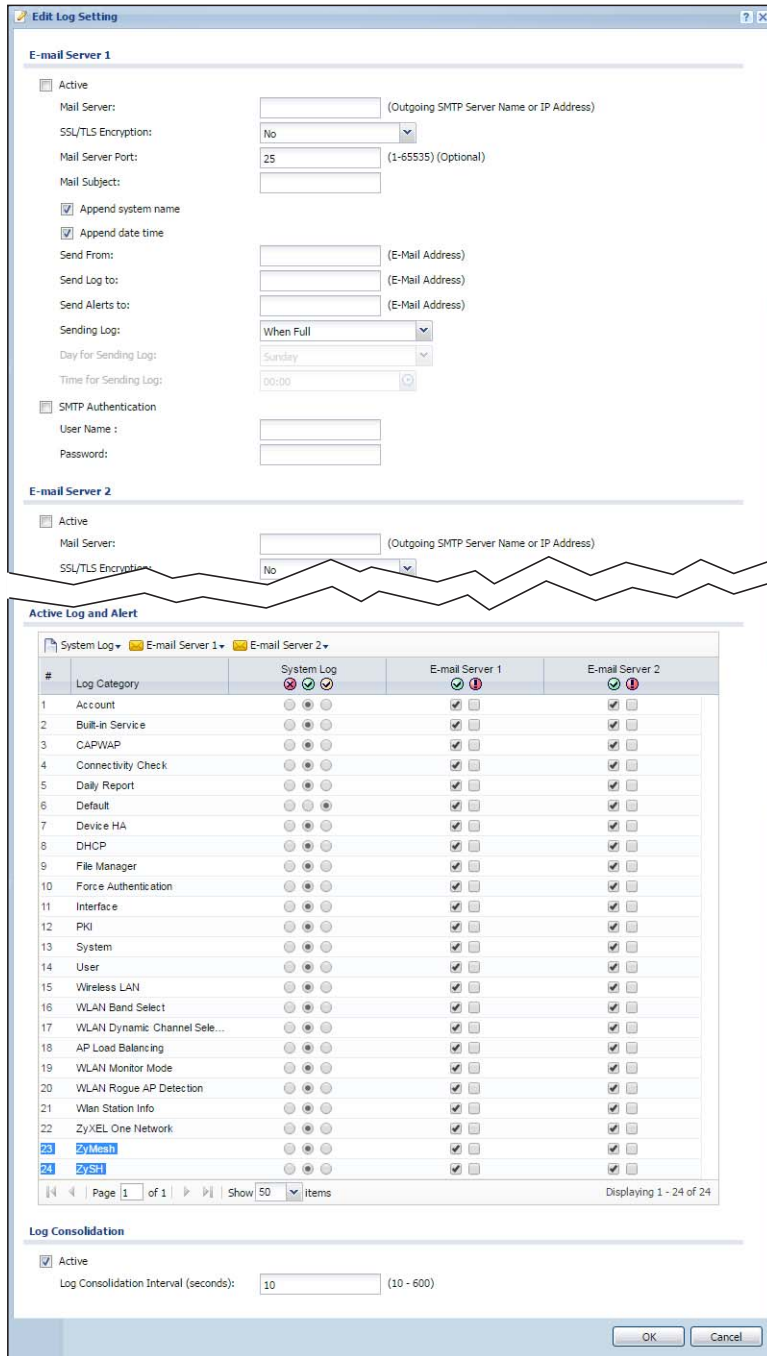 Edit Log Setting
E-mail Server 1
Active
Mail Server: (Outgoing SMTP Server Name or IP Address)
SSL/TLS Encryption: No
Mail Server Port: 25 (1-65535) (Optional)
Mail Subject:
Append system name
Append date time
Send From: (E-Mail Address)
Send Log to: (E-Mail Address)
Send Alerts to: (E-Mail Address)
Sending Log: When Full
Day for Sending Log: Sunday
Time for Sending Log: 00:00
SMTP Authentication
User Name :
Password:
E-mail Server 2
Active
Mail Server: (Outgoing SMTP Server Name or IP Address)
SSL/TLS Encryption: No
Active Log and Alert
System Log E-mail Server 1 E-mail Server 2
# Log Category System Log E-mail Server 1 E-mail Server 2
1 Account
2 Built-in Service
3 CAPWAP
4 Connectivity Check
5 Daily Report
6 Default
7 Device HA
8 DHCP
9 File Manager
10 Force Authentication
11 Interface
12 PKI
13 System
14 User
15 Wireless LAN
16 WLAN Band Select
17 WLAN Dynamic Channel Sele...
18 AP Load Balancing
19 WLAN Monitor Mode
20 WLAN Rogue AP Detection
21 Wlan Station Info
22 ZyXEL One Network
23 ZyMesh
24 ZySH
Page 1 of 1 Show 50 items Displaying 1 - 24 of 24
Log Consolidation
Active
Log Consolidation Interval (seconds): 10 (10 - 600)
OK Cancel